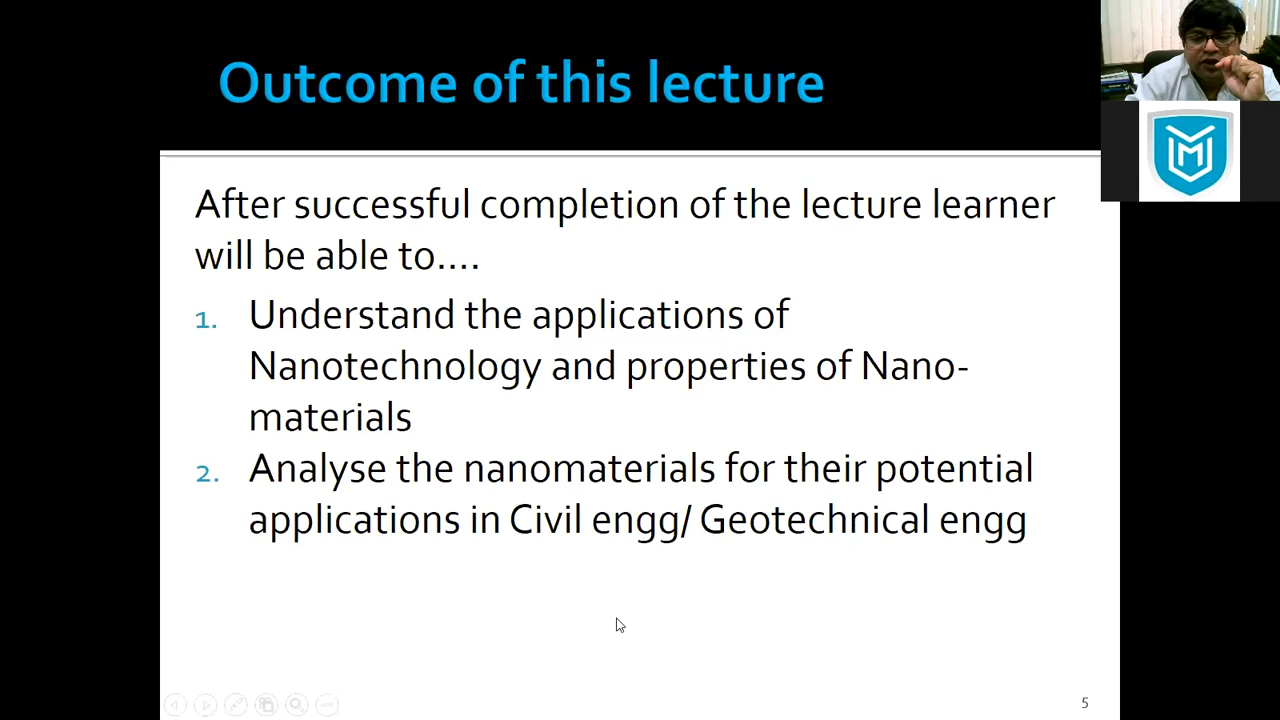 Outcome of this lecture
After successful completion of the lecture learner
will be able to....
1. Understand the applications of
Nanotechnology and properties of Nano-
materials
2. Analyse the nanomaterials for their potential
applications in Civil engg/ Geotechnical engg
5